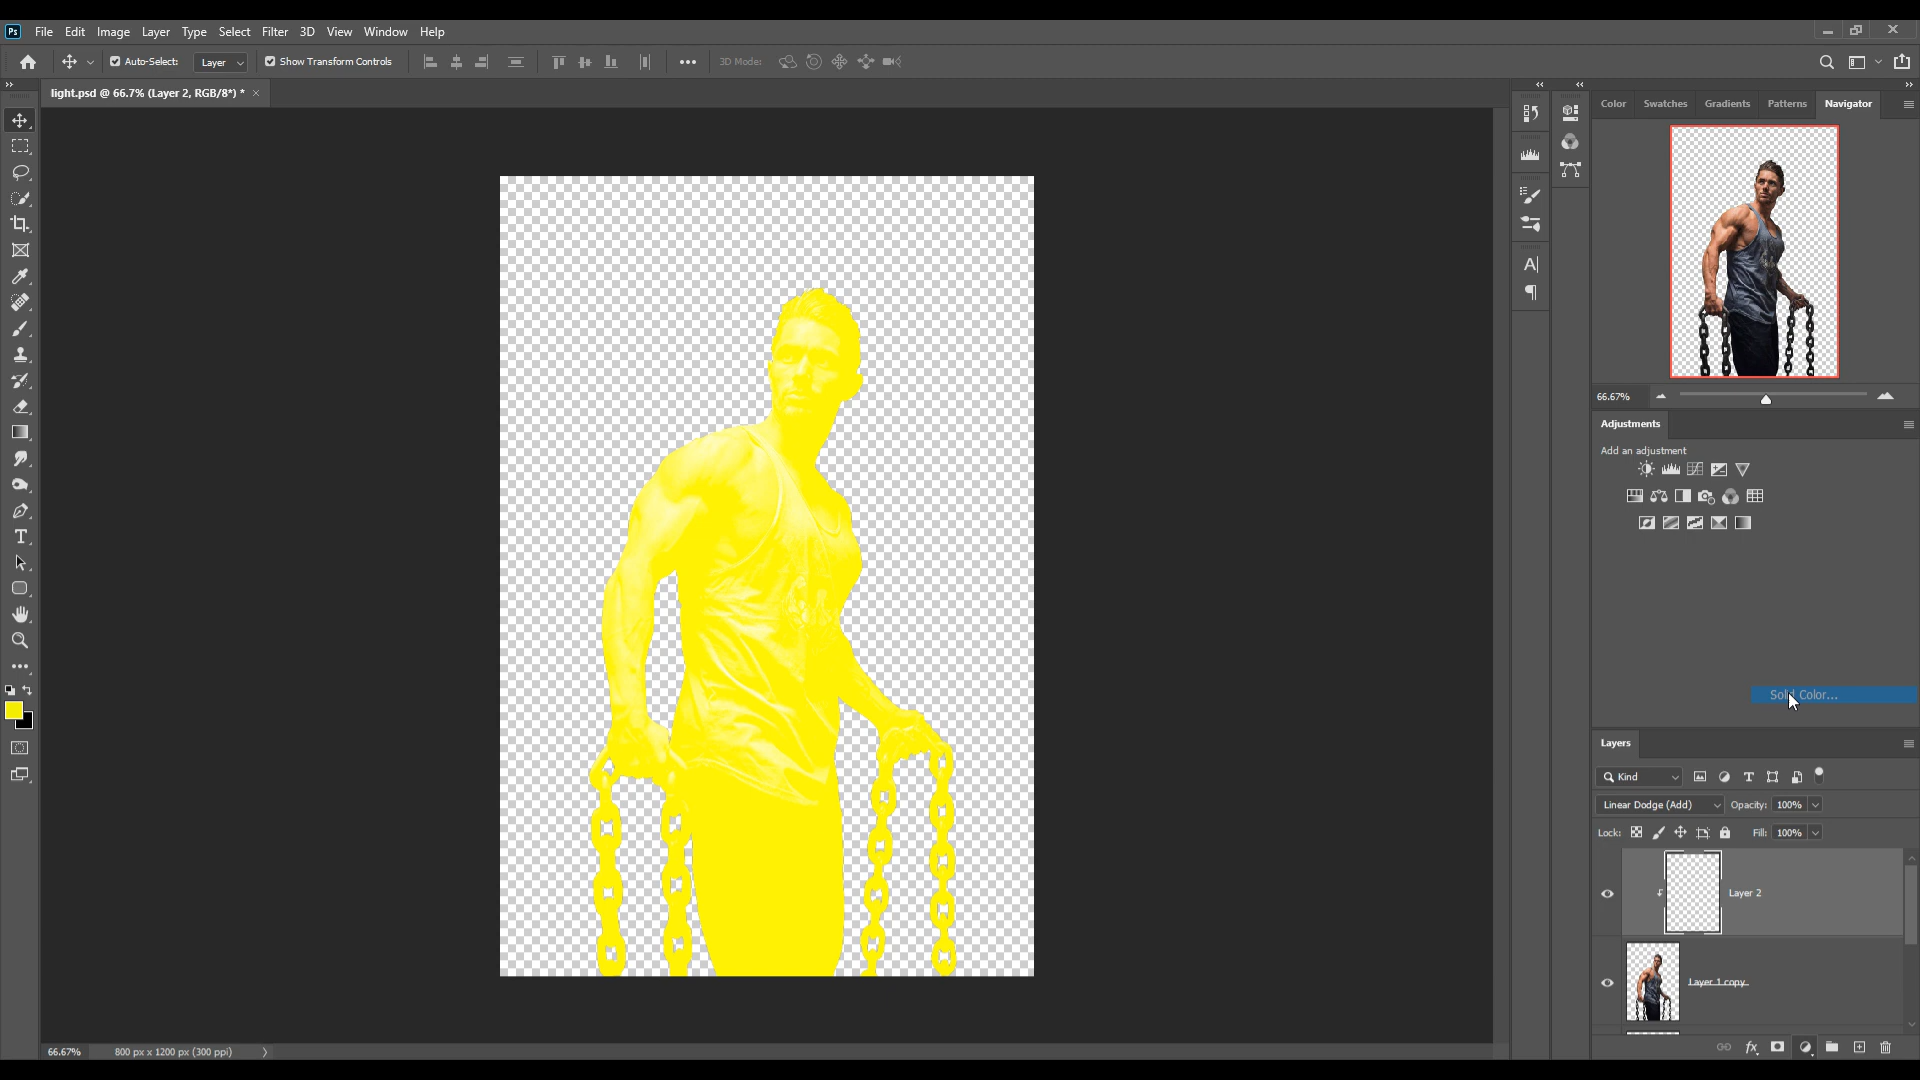 Ps File Edit Image Layer Type Select Filter 3D View Window Help
Auto-Select: Layer Show Transform Controls 3D Mode:
light.psd @ 66.7% (Layer 2, RGB/8*) * ×
Color Swatches Gradients Patterns Navigator
66.67%
Adjustments
Add an adjustment
Solid Color...
Layers
Kind
Linear Dodge (Add) Opacity: 100%
Lock: Fill: 100%
Layer 2
Layer 1 copy
66.67% 800 px x 1200 px (300 ppi)